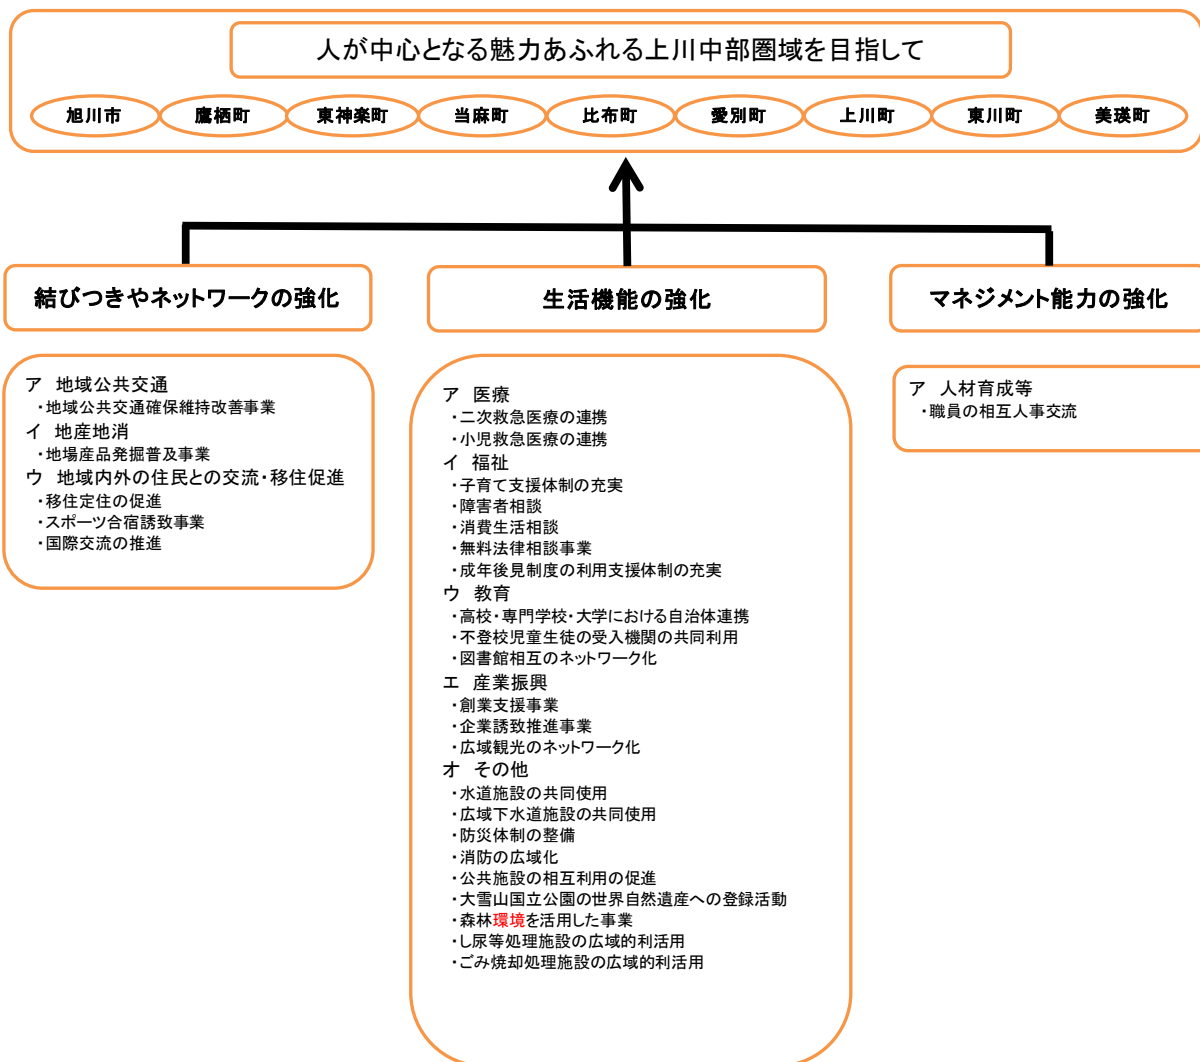 人が中心となる魅力あふれる上川中部圏域を目指して
旭川市 鷹栖町 東神楽町 当麻町 比布町 愛別町 上川町 東川町 美瑛町
結びつきやネットワークの強化
ア 地域公共交通
・地域公共交通確保維持改善事業
イ 地産地消
・地場産品発掘普及事業
ウ 地域内外の住民との交流・移住促進
・移住定住の促進
・スポーツ合宿誘致事業
・国際交流の推進
生活機能の強化
ア 医療
・二次救急医療の連携
・小児救急医療の連携
イ 福祉
・子育て支援体制の充実
・障害者相談
・消費生活相談
・無料法律相談事業
・成年後見制度の利用支援体制の充実
ウ 教育
・高校・専門学校・大学における自治体連携
・不登校児童生徒の受入機関の共同利用
・図書館相互のネットワーク化
エ 産業振興
・創業支援事業
・企業誘致推進事業
・広域観光のネットワーク化
オ その他
・水道施設の共同使用
・広域下水道施設の共同使用
・防災体制の整備
・消防の広域化
・公共施設の相互利用の促進
・大雪山国立公園の世界自然遺産への登録活動
・森林環境を活用した事業
・し尿等処理施設の広域的利活用
・ごみ焼却処理施設の広域的利活用
マネジメント能力の強化
ア 人材育成等
・職員の相互人事交流